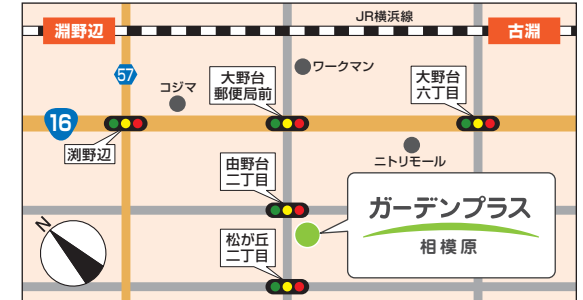 JR横浜線
淵野辺
古淵
57
コジマ
大野台
郵便局前
ワークマン
大野台
六丁目
16
渕野辺
ニトリモール
由野台
二丁目
ガーデンプラス
相模原
松が丘
二丁目
N